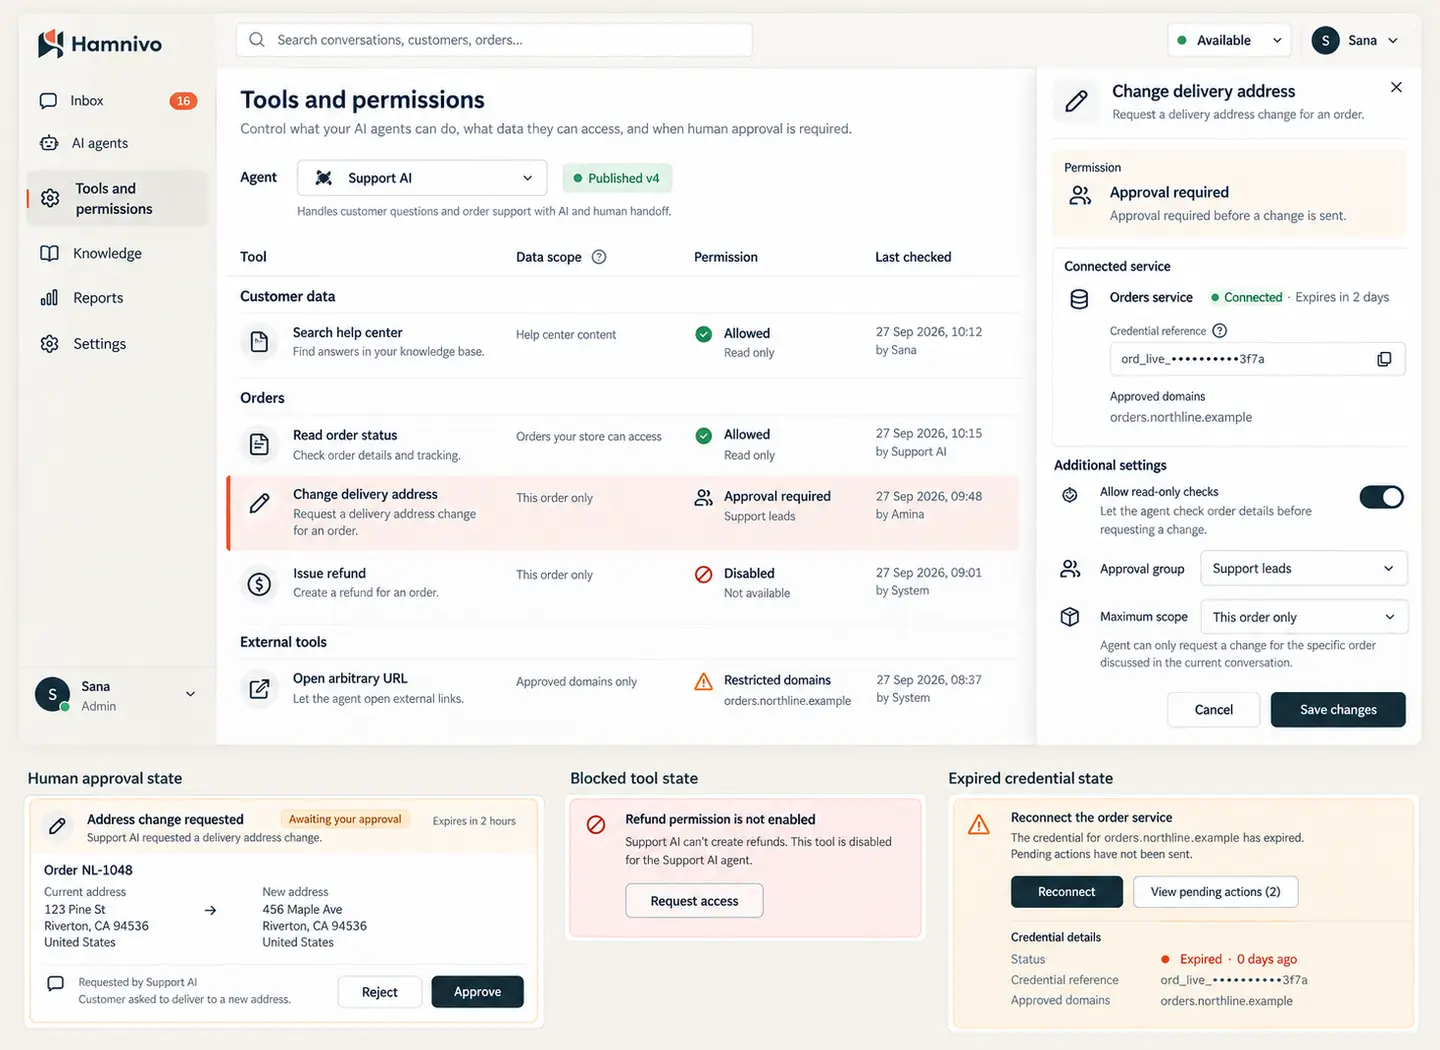 Hamnivo
Search conversations, customers, orders...
Available
S
Sana
Inbox
16
AI agents
Tools and
permissions
Knowledge
Reports
Settings
S
Sana
Admin
Tools and permissions
Control what your AI agents can do, what data they can access, and when human approval is required.
Agent
Support AI
Published v4
Handles customer questions and order support with AI and human handoff.
Tool
Data scope ?
Permission
Last checked
Customer data
Search help center
Find answers in your knowledge base.
Help center content
Allowed
Read only
27 Sep 2026, 10:12
by Sana
Orders
Read order status
Check order details and tracking.
Orders your store can access
Allowed
Read only
27 Sep 2026, 10:15
by Support AI
Change delivery address
Request a delivery address change
for an order.
This order only
Approval required
Support leads
27 Sep 2026, 09:48
by Amina
Issue refund
Create a refund for an order.
This order only
Disabled
Not available
27 Sep 2026, 09:01
by System
External tools
Open arbitrary URL
Let the agent open external links.
Approved domains only
Restricted domains
orders.northline.example
27 Sep 2026, 08:37
by System
Change delivery address
Request a delivery address change for an order.
Permission
Approval required
Approval required before a change is sent.
Connected service
Orders service
Connected · Expires in 2 days
Credential reference ?
ord_live_••••••••••3f7a
Approved domains
orders.northline.example
Additional settings
Allow read-only checks
Let the agent check order details before
requesting a change.
Approval group
Support leads
Maximum scope
This order only
Agent can only request a change for the specific order
discussed in the current conversation.
Cancel
Save changes
Human approval state
Address change requested
Awaiting your approval
Expires in 2 hours
Support AI requested a delivery address change.
Order NL-1048
Current address
123 Pine St
Riverton, CA 94536
United States
→
New address
456 Maple Ave
Riverton, CA 94536
United States
Requested by Support AI
Customer asked to deliver to a new address.
Reject
Approve
Blocked tool state
Refund permission is not enabled
Support AI can't create refunds. This tool is disabled
for the Support AI agent.
Request access
Expired credential state
Reconnect the order service
The credential for orders.northline.example has expired.
Pending actions have not been sent.
Reconnect
View pending actions (2)
Credential details
Status
Expired · 0 days ago
Credential reference
ord_live_••••••••••3f7a
Approved domains
orders.northline.example